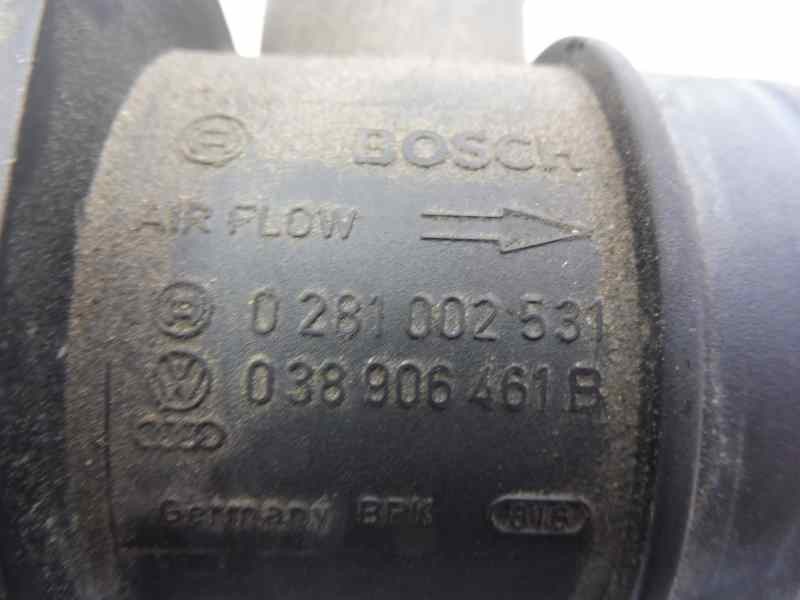 BOSCH
AIR FLOW
0 281 002 531
038 906 461 B
Germany BPK